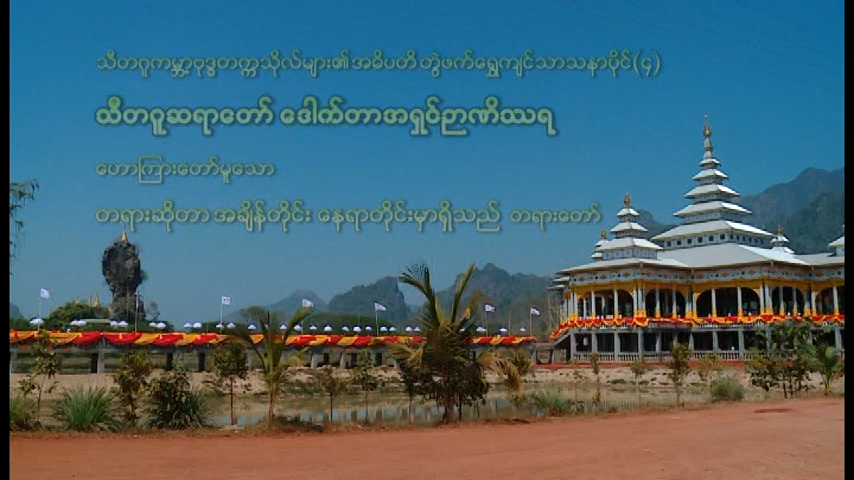 သီတဂူကမ္ဘာ့ဗုဒ္ဓတက္ကသိုလ်များ၏ အဓိပတိ တွဲဖက်ရွှေကျင်သာသနာပိုင်(၄)
သီတဂူဆရာတော် ဒေါက်တာအရှင်ဉာဏိဿရ
ဟောကြားတော်မူသော
တရားဆိုတာ အချိန်တိုင်း နေရာတိုင်းမှာရှိသည် တရားတော်